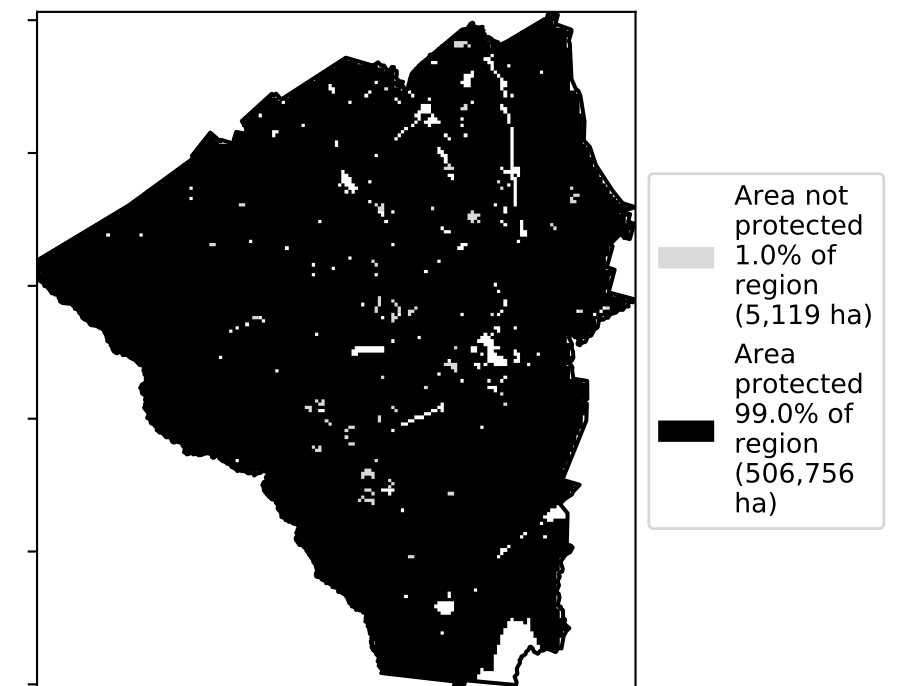 Area not
protected
1.0% of
region
(5,119 ha)
Area
protected
99.0% of
region
(506,756
ha)